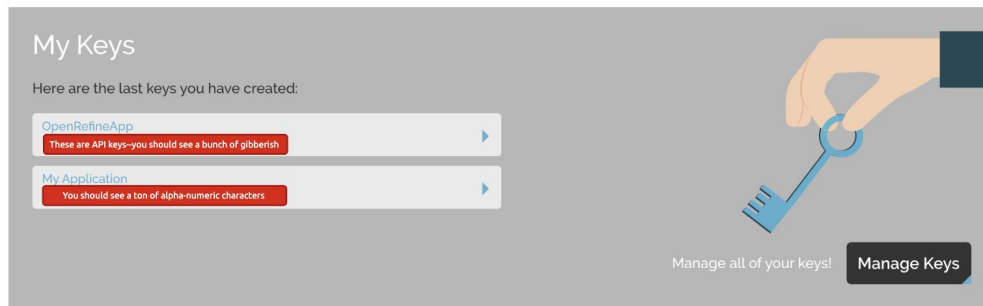 My Keys
Here are the last keys you have created:
OpenRefineApp
These are API keys–you should see a bunch of gibberish
My Application
You should see a ton of alpha-numeric characters
Manage all of your keys!
Manage Keys